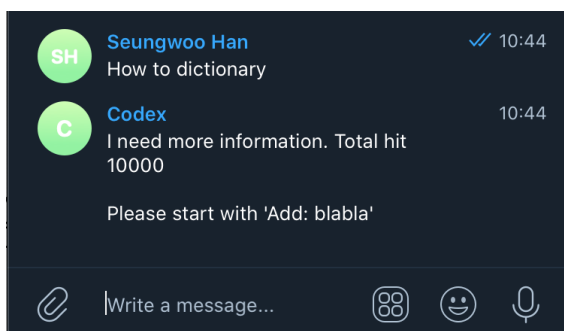 SH
Seungwoo Han
10:44
How to dictionary
C
Codex
10:44
I need more information. Total hit
10000
Please start with 'Add: blabla'
Write a message...